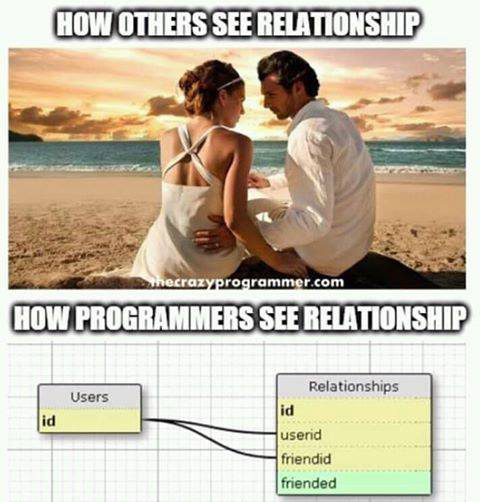 HOW OTHERS SEE RELATIONSHIP
thecrazyprogrammer.com
HOW PROGRAMMERS SEE RELATIONSHIP
Users
id
Relationships
id
userid
friendid
friended